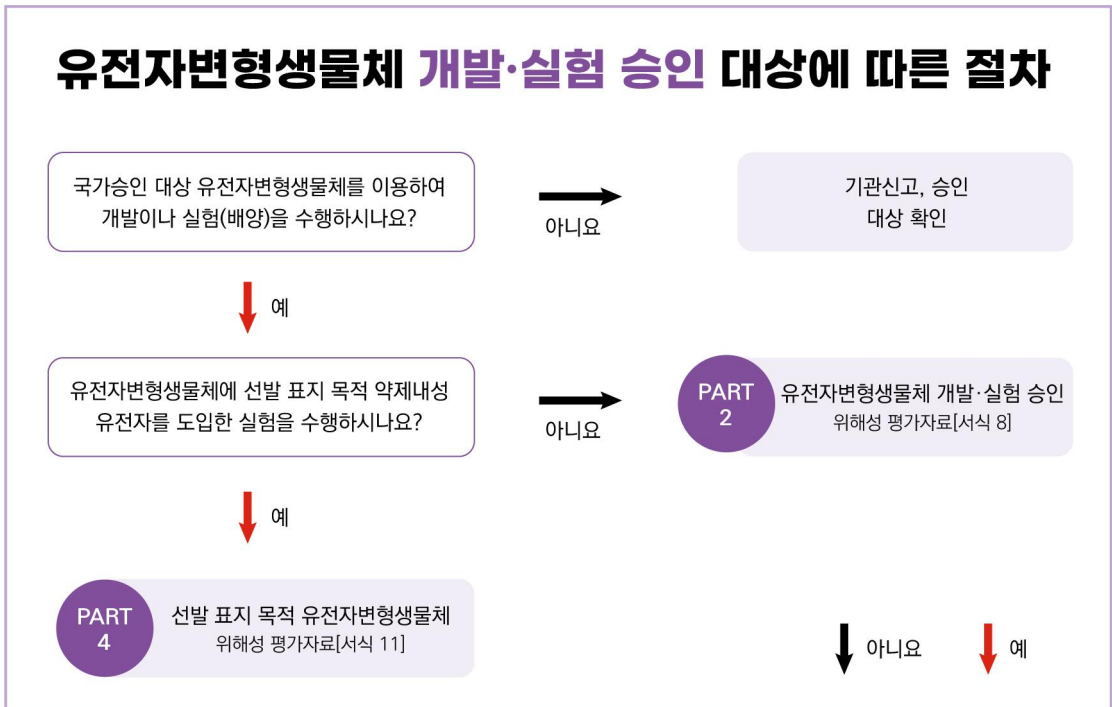 유전자변형생물체 개발·실험 승인 대상에 따른 절차
국가승인 대상 유전자변형생물체를 이용하여
개발이나 실험(배양)을 수행하시나요?
아니요
기관신고, 승인
대상 확인
예
유전자변형생물체에 선발 표지 목적 약제내성
유전자를 도입한 실험을 수행하시나요?
아니요
PART
2
유전자변형생물체 개발·실험 승인
위해성 평가자료[서식 8]
예
PART
4
선발 표지 목적 유전자변형생물체
위해성 평가자료[서식 11]
아니요
예